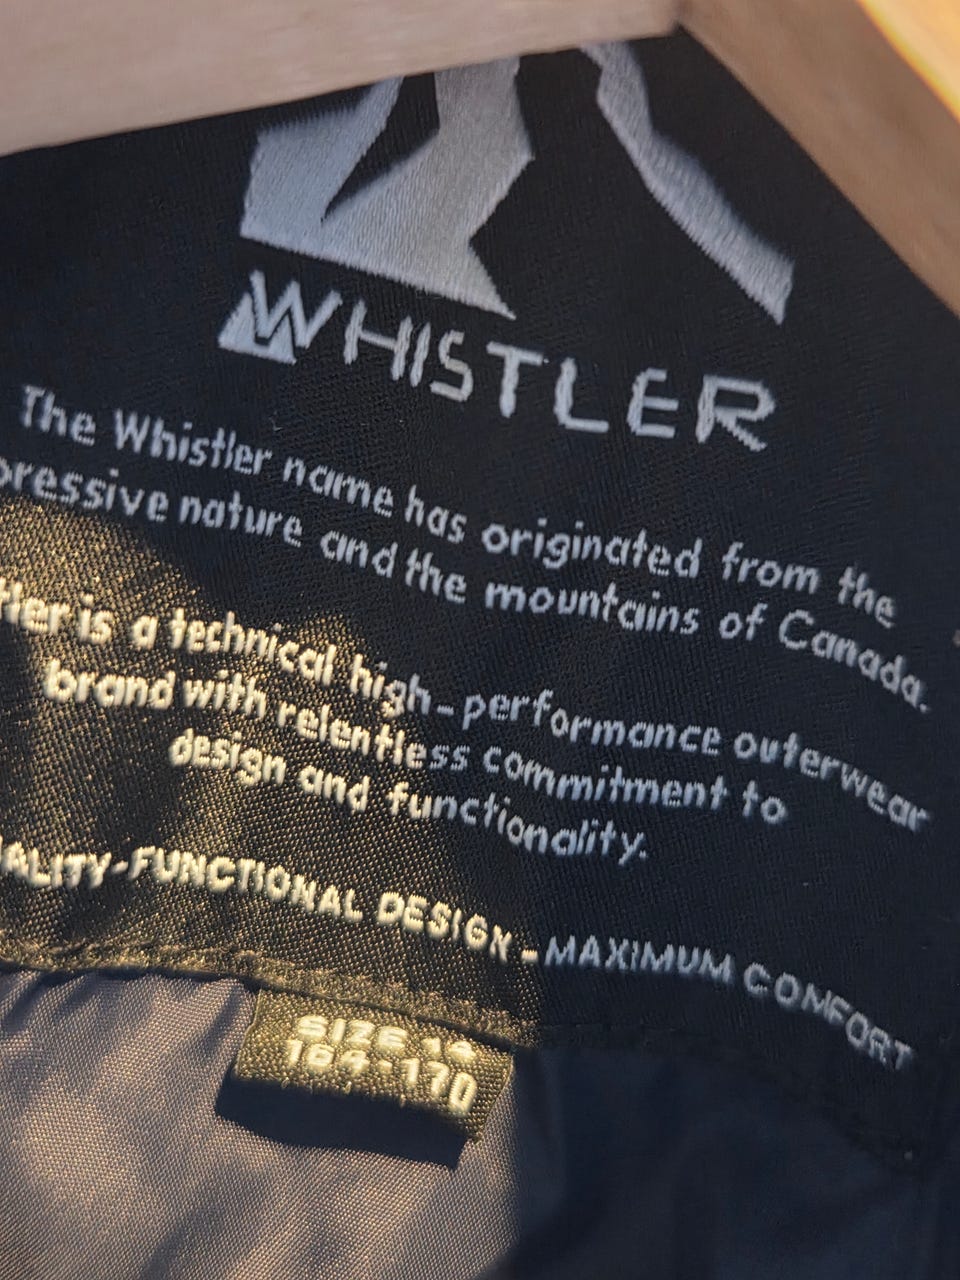 WHISTLER
The Whistler name has originated from the
pressive nature and the mountains of Canada.
tler is a technical high-performance outerwear
brand with relentless commitment to
design and functionality.
ALITY-FUNCTIONAL DESIGN-MAXIMUM COMFORT
SIZE 14
164-170